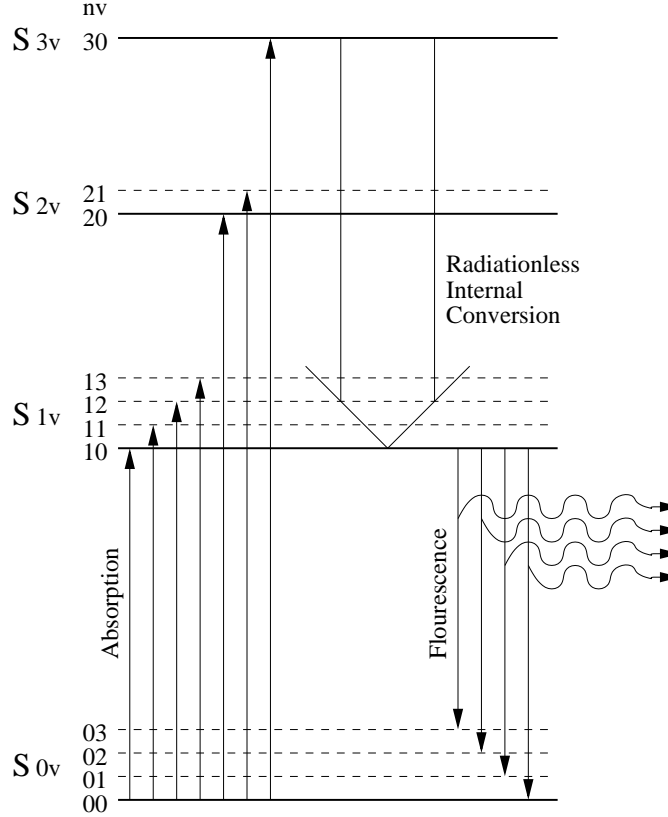 nv
S 3v 30
21
S 2v 20
Radiationless
Internal
Conversion
13
S 1v 12
11
10
Absorption
Flourescence
03
02
S 0v 01
00